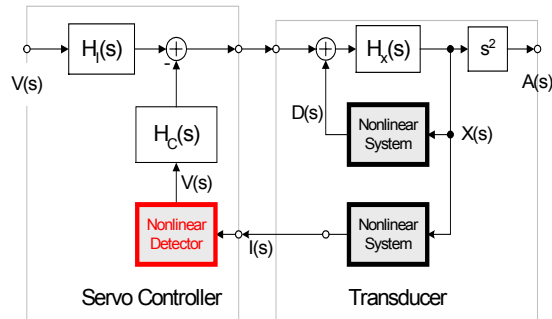 H_I(s)
+
-
+
H_x(s)
s²
V(s)
A(s)
D(s)
H_C(s)
Nonlinear
System
X(s)
V(s)
Nonlinear
Detector
Nonlinear
System
I(s)
Servo Controller
Transducer